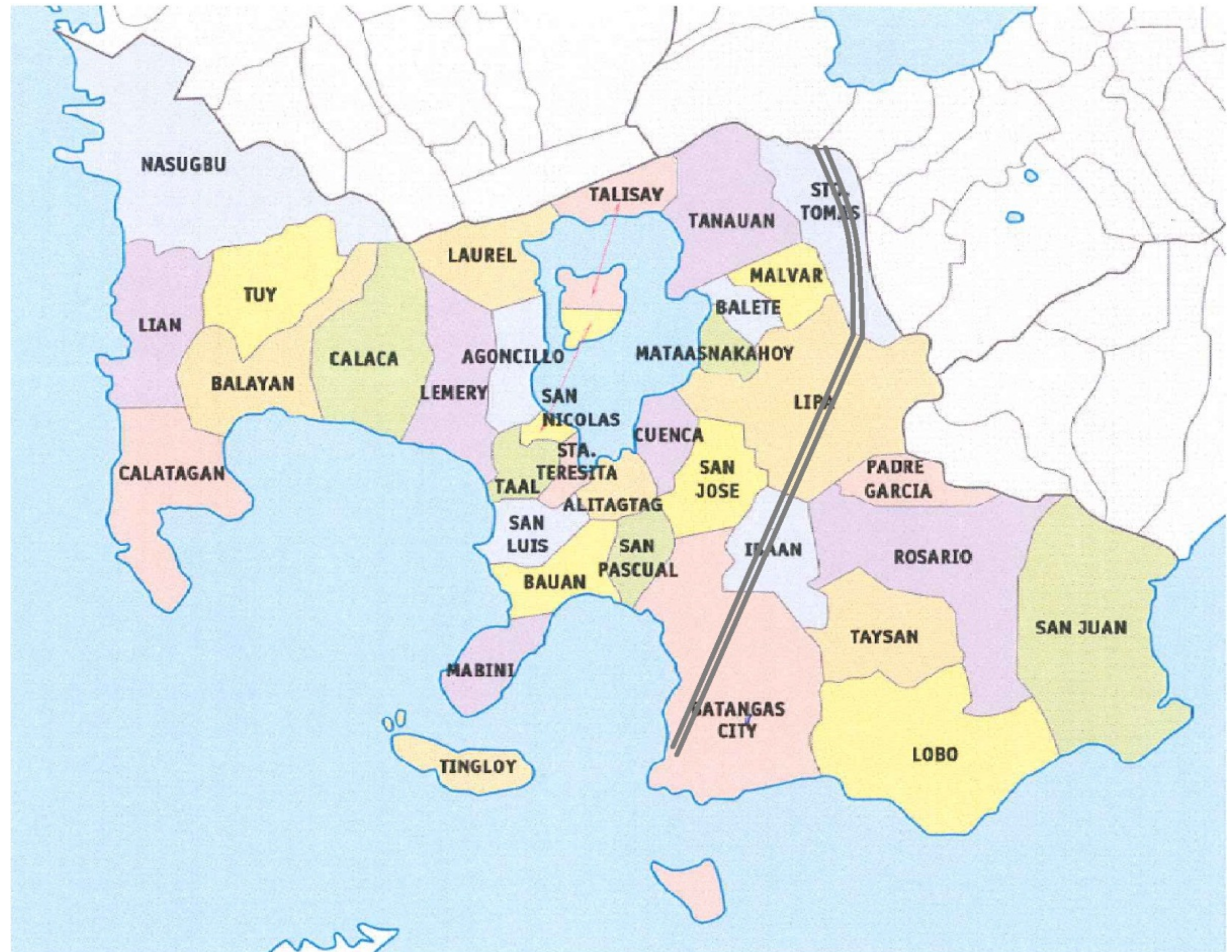 NASUGBU
TALISAY
STO.
TOMAS
TANAUAN
LAUREL
MALVAR
TUY
BALETE
LIAN
MATAASNAKAHOY
AGONCILLO
CALACA
BALAYAN
LEMERY
SAN
NICOLAS
LIPA
CUENCA
STA.
TERESITA
CALATAGAN
SAN
JOSE
PADRE
GARCIA
TAAL
ALITAGTAG
SAN
LUIS
SAN
PASCUAL
IBAAN
ROSARIO
BAUAN
TAYSAN
SAN JUAN
MABINI
BATANGAS
CITY
LOBO
TINGLOY